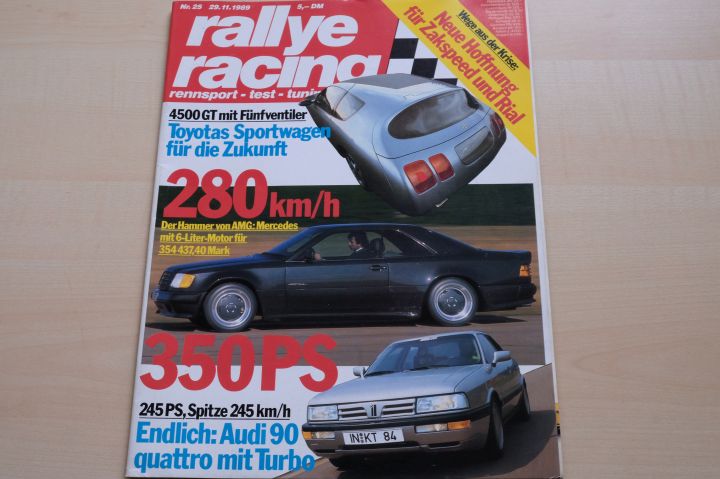 Nr. 25 29.11.1989 5,– DM
rallye
racing
rennsport - test - tuning
Wege aus der Krise:
Neue Hoffnung
für Zakspeed und Rial
4500 GT mit Fünfventiler
Toyotas Sportwagen
für die Zukunft
280 km/h
Der Hammer von AMG: Mercedes
mit 6-Liter-Motor für
354 437,40 Mark
350 PS
245 PS, Spitze 245 km/h
Endlich: Audi 90
quattro mit Turbo
IN KT 84